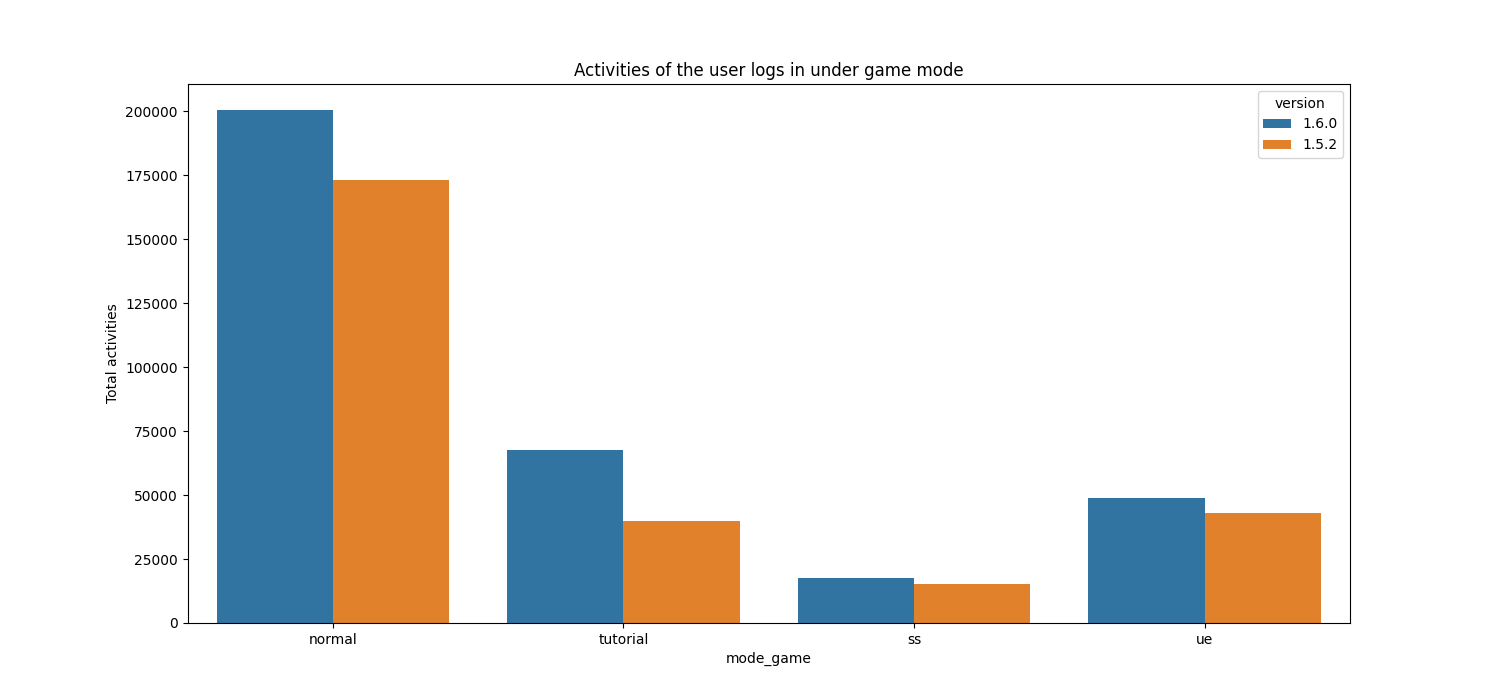 Activities of the user logs in under game mode
version
1.6.0
1.5.2
Total activities
200000
175000
150000
125000
100000
75000
50000
25000
0
normal tutorial ss ue
mode_game